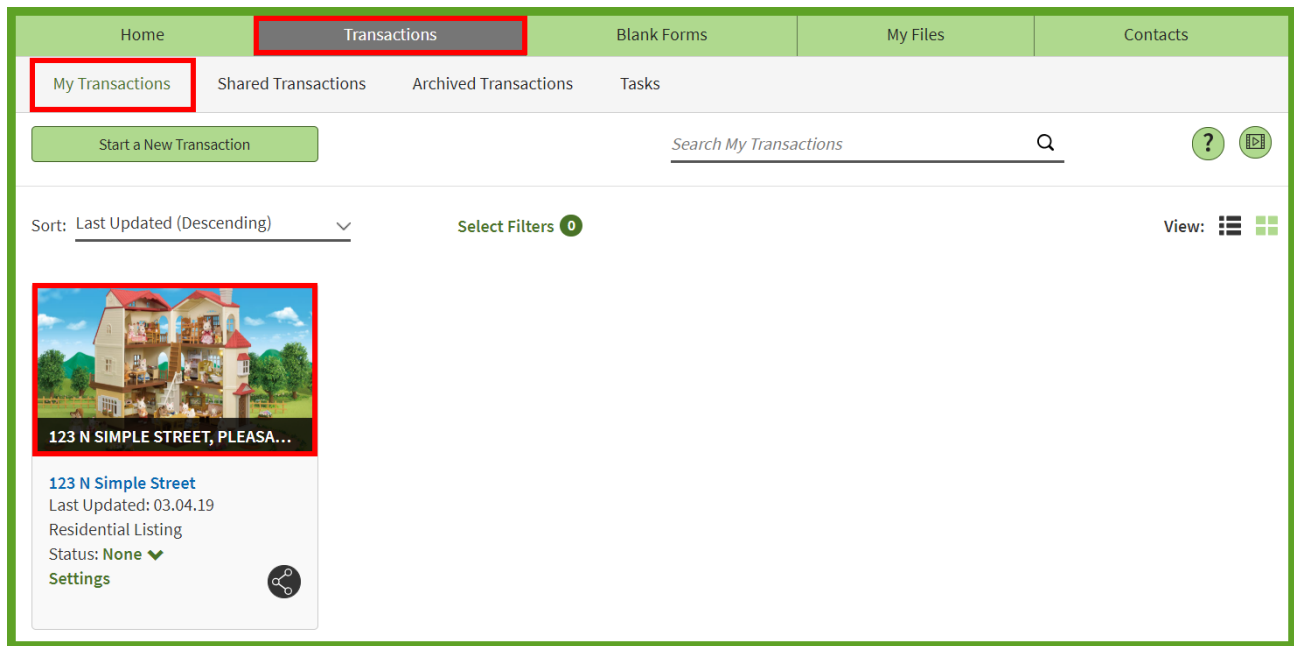 Home Transactions Blank Forms My Files Contacts
My Transactions Shared Transactions Archived Transactions Tasks
Start a New Transaction Search My Transactions ?
Sort: Last Updated (Descending) Select Filters 0 View:
123 N SIMPLE STREET, PLEASA...
123 N Simple Street
Last Updated: 03.04.19
Residential Listing
Status: None
Settings